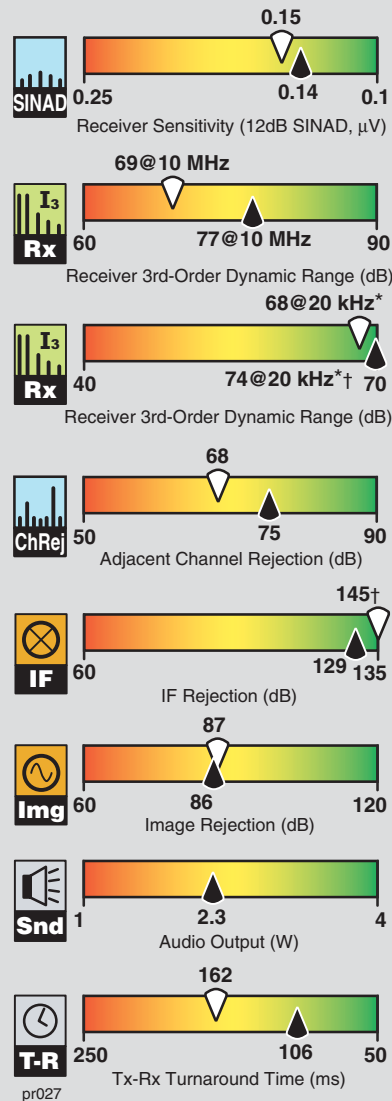 0.15
SINAD
0.25 0.14 0.1
Receiver Sensitivity (12dB SINAD, μV)
69@10 MHz
I3
Rx
60 77@10 MHz 90
Receiver 3rd-Order Dynamic Range (dB)
68@20 kHz*
I3
Rx
40 74@20 kHz*† 70
Receiver 3rd-Order Dynamic Range (dB)
68
ChRej
50 75 90
Adjacent Channel Rejection (dB)
145†
IF
60 129 135
IF Rejection (dB)
87
Img
60 86 120
Image Rejection (dB)
Snd
1 2.3 4
Audio Output (W)
162
T-R
250 106 50
Tx-Rx Turnaround Time (ms)
pr027